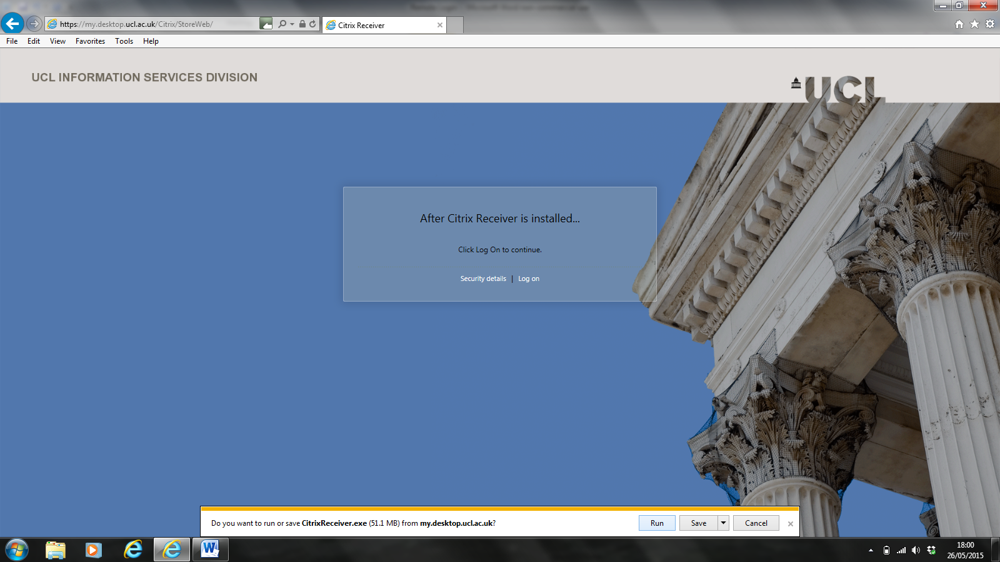 https://my.desktop.ucl.ac.uk/Citrix/StoreWeb/
Citrix Receiver
File Edit View Favorites Tools Help
UCL INFORMATION SERVICES DIVISION
UCL
After Citrix Receiver is installed...
Click Log On to continue.
Security details | Log on
Do you want to run or save CitrixReceiver.exe (51.1 MB) from my.desktop.ucl.ac.uk?
Run Save Cancel
18:00
26/05/2015